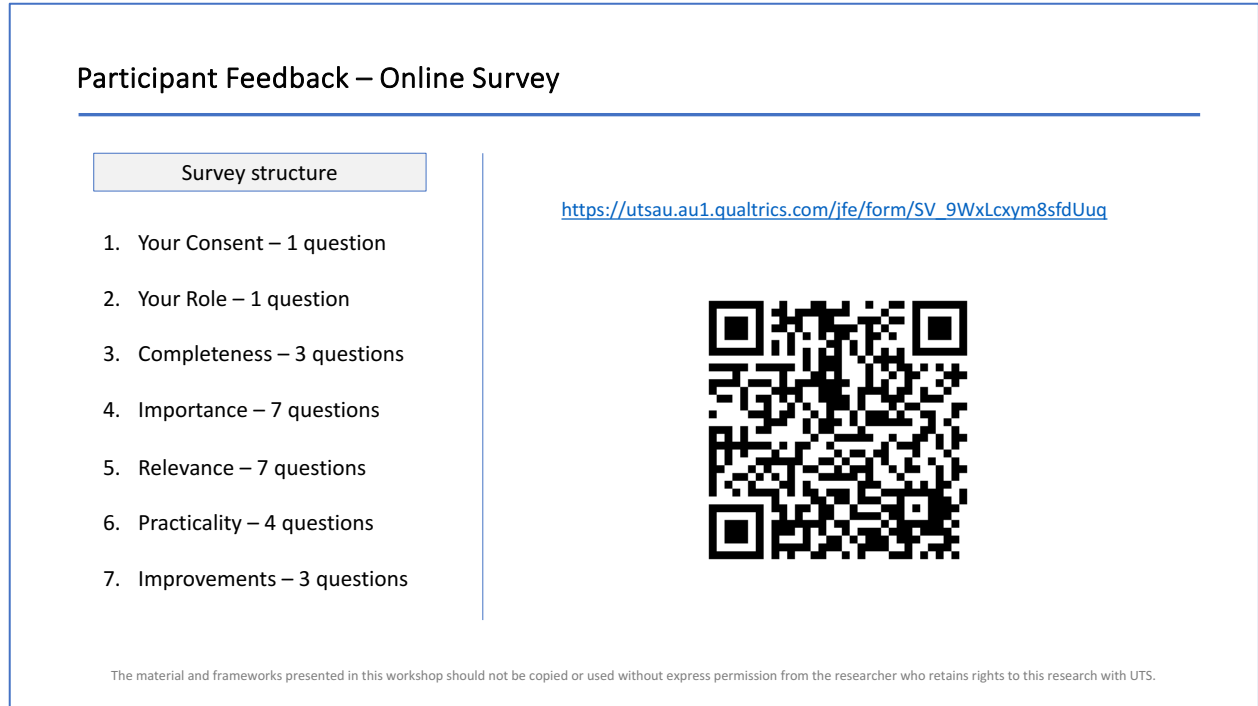 Participant Feedback – Online Survey
Survey structure
1. Your Consent – 1 question
2. Your Role – 1 question
3. Completeness – 3 questions
4. Importance – 7 questions
5. Relevance – 7 questions
6. Practicality – 4 questions
7. Improvements – 3 questions
https://utsau.au1.qualtrics.com/jfe/form/SV_9WxLcxym8sfdUuq
The material and frameworks presented in this workshop should not be copied or used without express permission from the researcher who retains rights to this research with UTS.